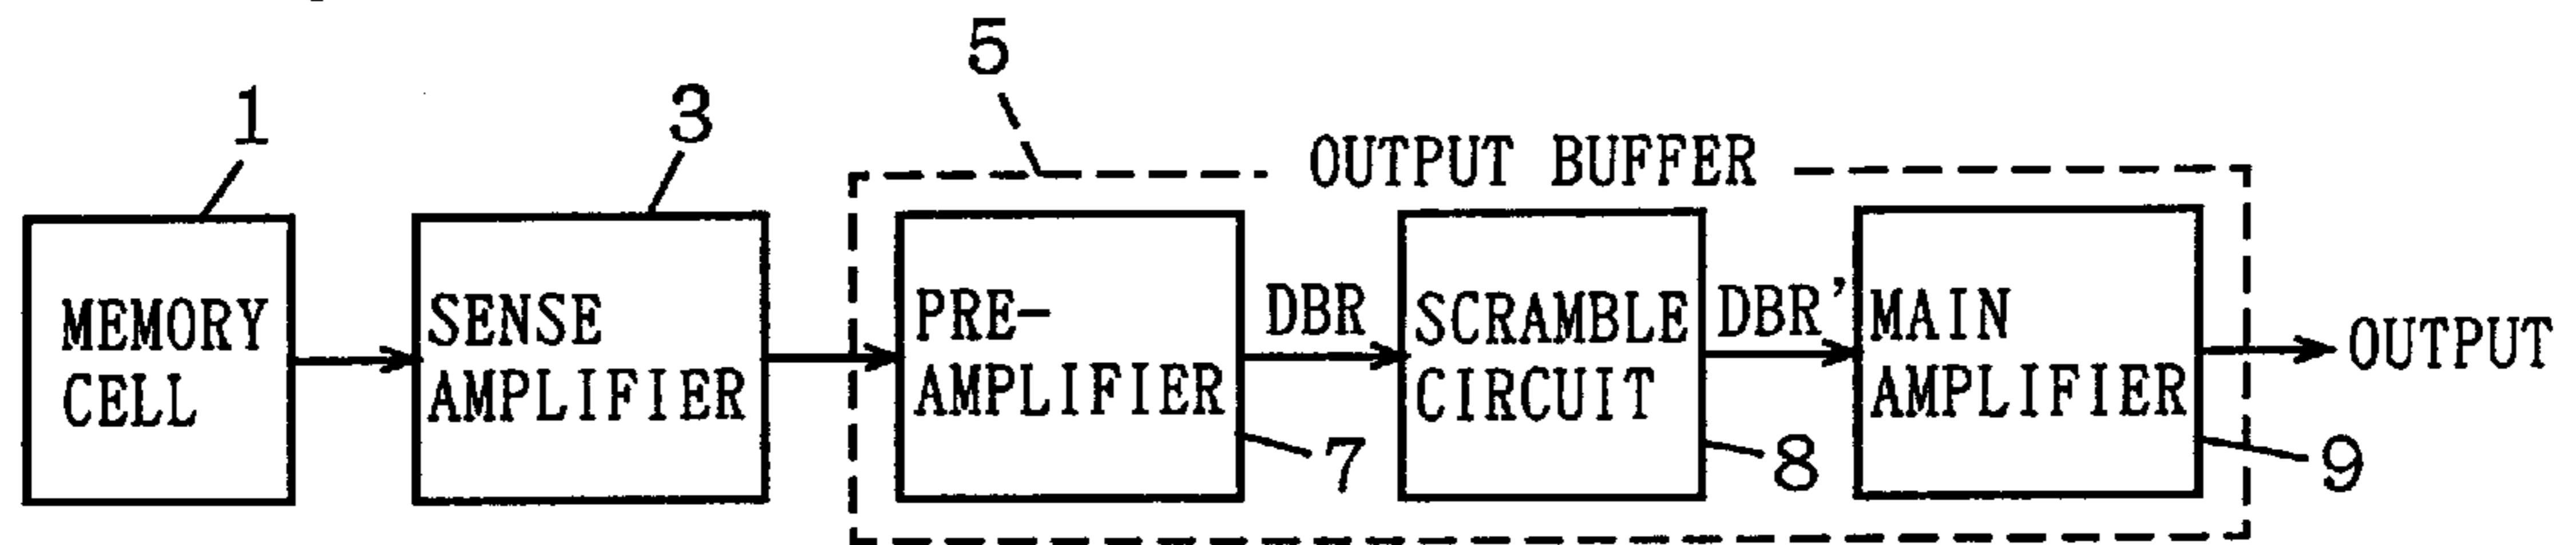 5
1
3
OUTPUT BUFFER
MEMORY
CELL
SENSE
AMPLIFIER
PRE-
AMPLIFIER
DBR
SCRAMBLE
CIRCUIT
DBR'
MAIN
AMPLIFIER
OUTPUT
7
8
9